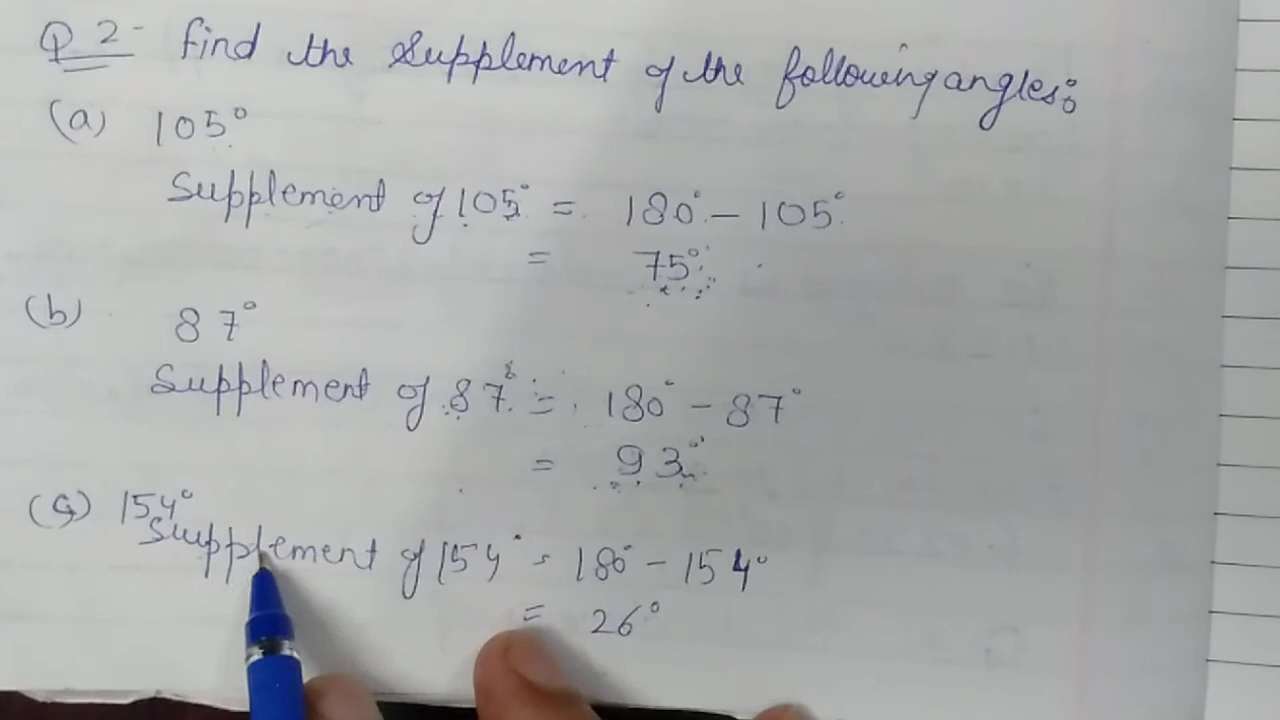 Q 2- find the Supplement of the following angles:
(a) 105°
Supplement of 105° = 180° - 105°
= 75°
(b) 87°
Supplement of 87° = 180° - 87°
= 93°
(c) 154°
Supplement of 154° = 180° - 154°
= 26°